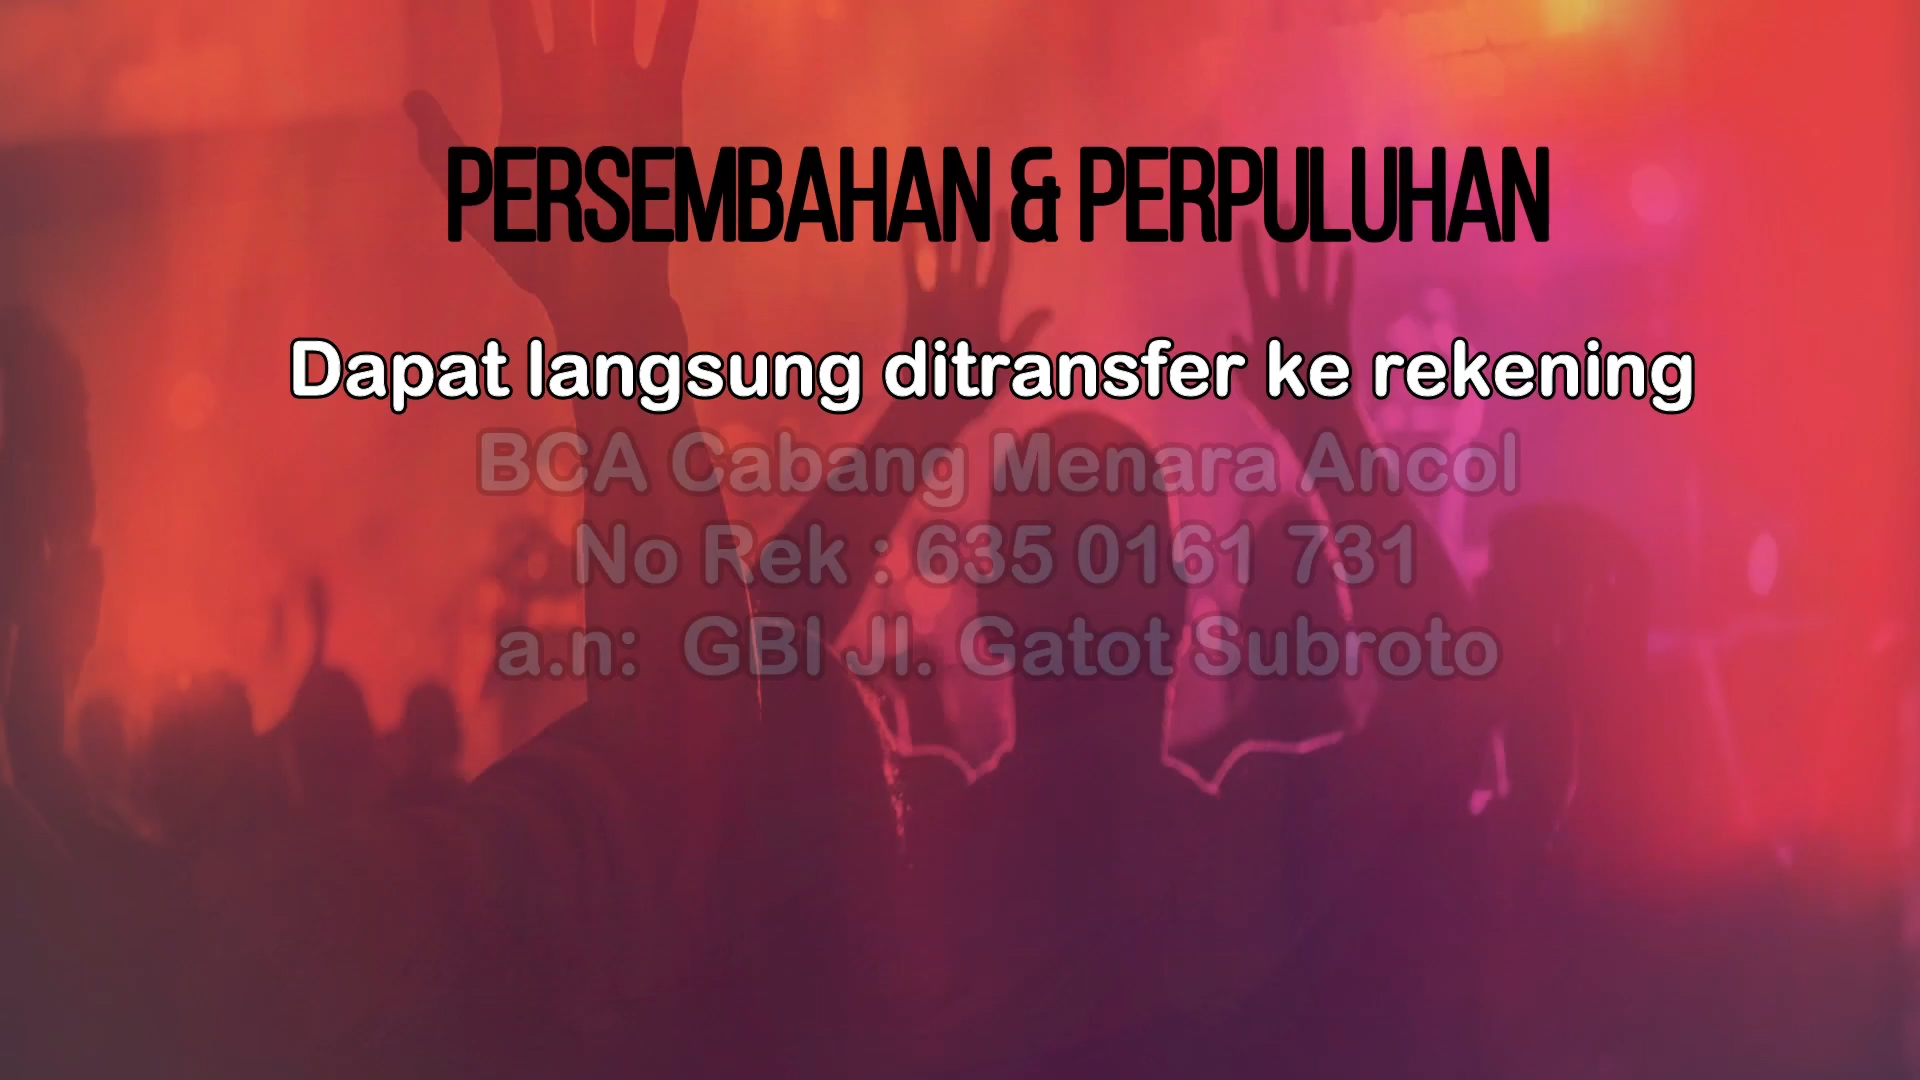 PERSEMBAHAN & PERPULUHAN
Dapat langsung ditransfer ke rekening
BCA Cabang Menara Ancol
No Rek : 635 0161 731
a.n: GBI Jl. Gatot Subroto